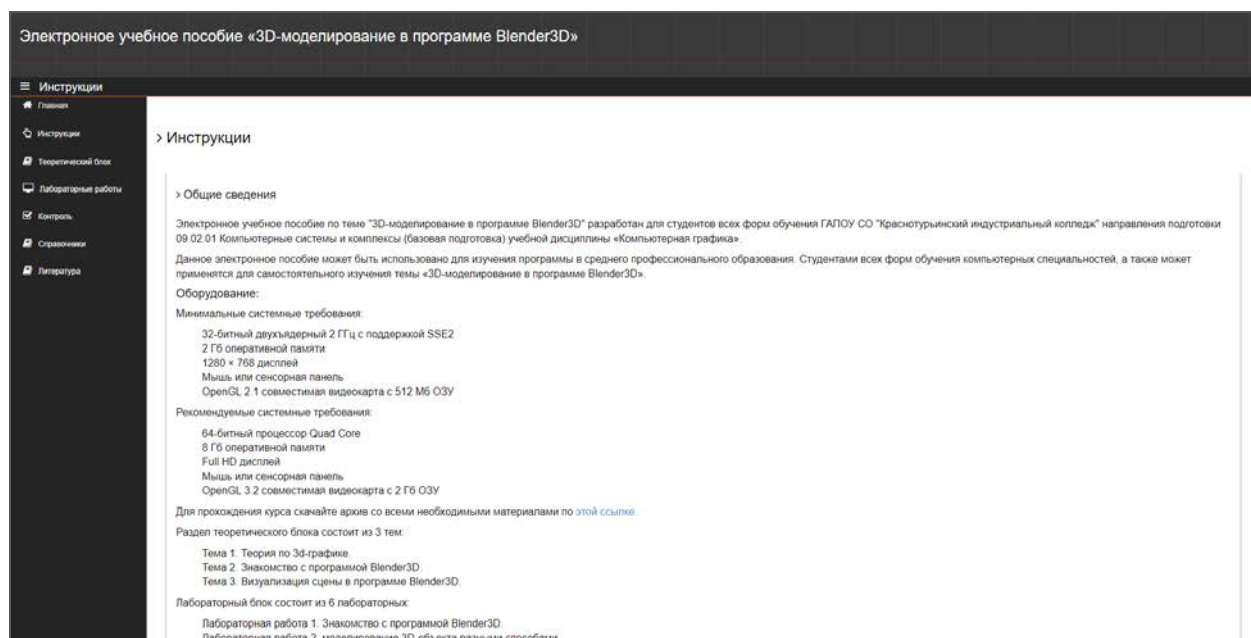 Электронное учебное пособие «3D-моделирование в программе Blender3D»
Инструкции
Главная
Инструкции
Теоретический блок
Лабораторные работы
Контроль
Справочники
Литература
> Инструкции
> Общие сведения
Электронное учебное пособие по теме "3D-моделирование в программе Blender3D" разработан для студентов всех форм обучения ГАПОУ СО "Краснотурьинский индустриальный колледж" направления подготовки
09.02.01 Компьютерные системы и комплексы (базовая подготовка) учебной дисциплины «Компьютерная графика».
Данное электронное пособие может быть использовано для изучения программы в среднего профессионального образования. Студентами всех форм обучения компьютерных специальностей, а также может
применятся для самостоятельного изучения темы «3D-моделирование в программе Blender3D».
Оборудование:
Минимальные системные требования:
32-битный двухъядерный 2 ГГц с поддержкой SSE2
2 Гб оперативной памяти
1280 × 768 дисплей
Мышь или сенсорная панель
OpenGL 2.1 совместимая видеокарта с 512 Мб ОЗУ
Рекомендуемые системные требования:
64-битный процессор Quad Core
8 Гб оперативной памяти
Full HD дисплей
Мышь или сенсорная панель
OpenGL 3.2 совместимая видеокарта с 2 Гб ОЗУ
Для прохождения курса скачайте архив со всеми необходимыми материалами по этой ссылке.
Раздел теоретического блока состоит из 3 тем:
Тема 1. Теория по 3d-графике.
Тема 2. Знакомство с программой Blender3D.
Тема 3. Визуализация сцены в программе Blender3D.
Лабораторный блок состоит из 6 лабораторных:
Лабораторная работа 1. Знакомство с программой Blender3D.
Лабораторная работа 2. моделирование 3D-объекта разными способами.